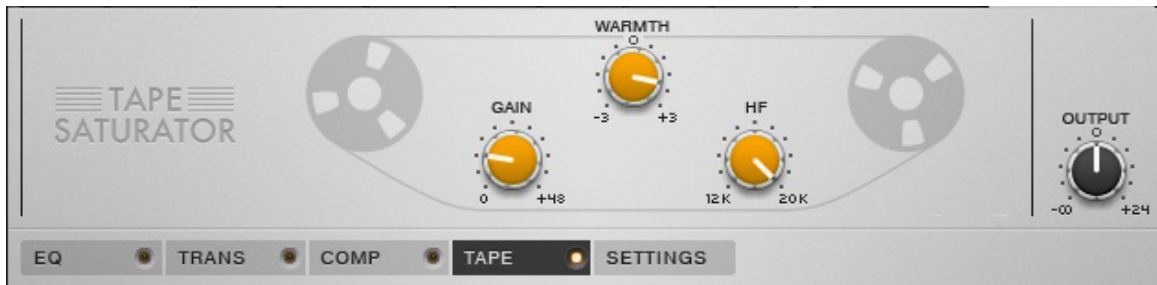 WARMTH
0
-3 +3
TAPE
SATURATOR
GAIN
0 +48
HF
12K 20K
OUTPUT
0
-∞ +24
EQ TRANS COMP TAPE SETTINGS